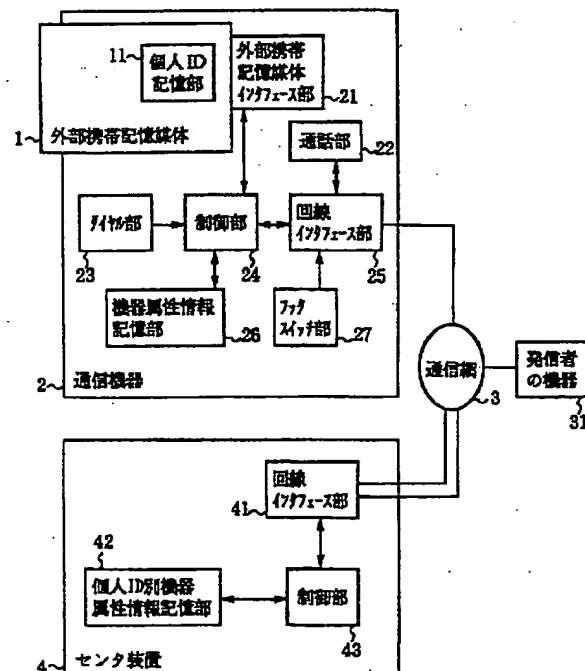 11
個人ID
記憶部
外部携帯
記憶媒体
インタフェース部
21
1
外部携帯記憶媒体
通話部
22
ダイヤル部
23
制御部
24
回線
インタフェース部
25
機器属性情報
記憶部
26
フック
スイッチ部
27
2
通信機器
通信網
3
発信者
の機器
31
回線
インタフェース部
41
42
個人ID別機器
属性情報記憶部
制御部
43
4
センタ装置